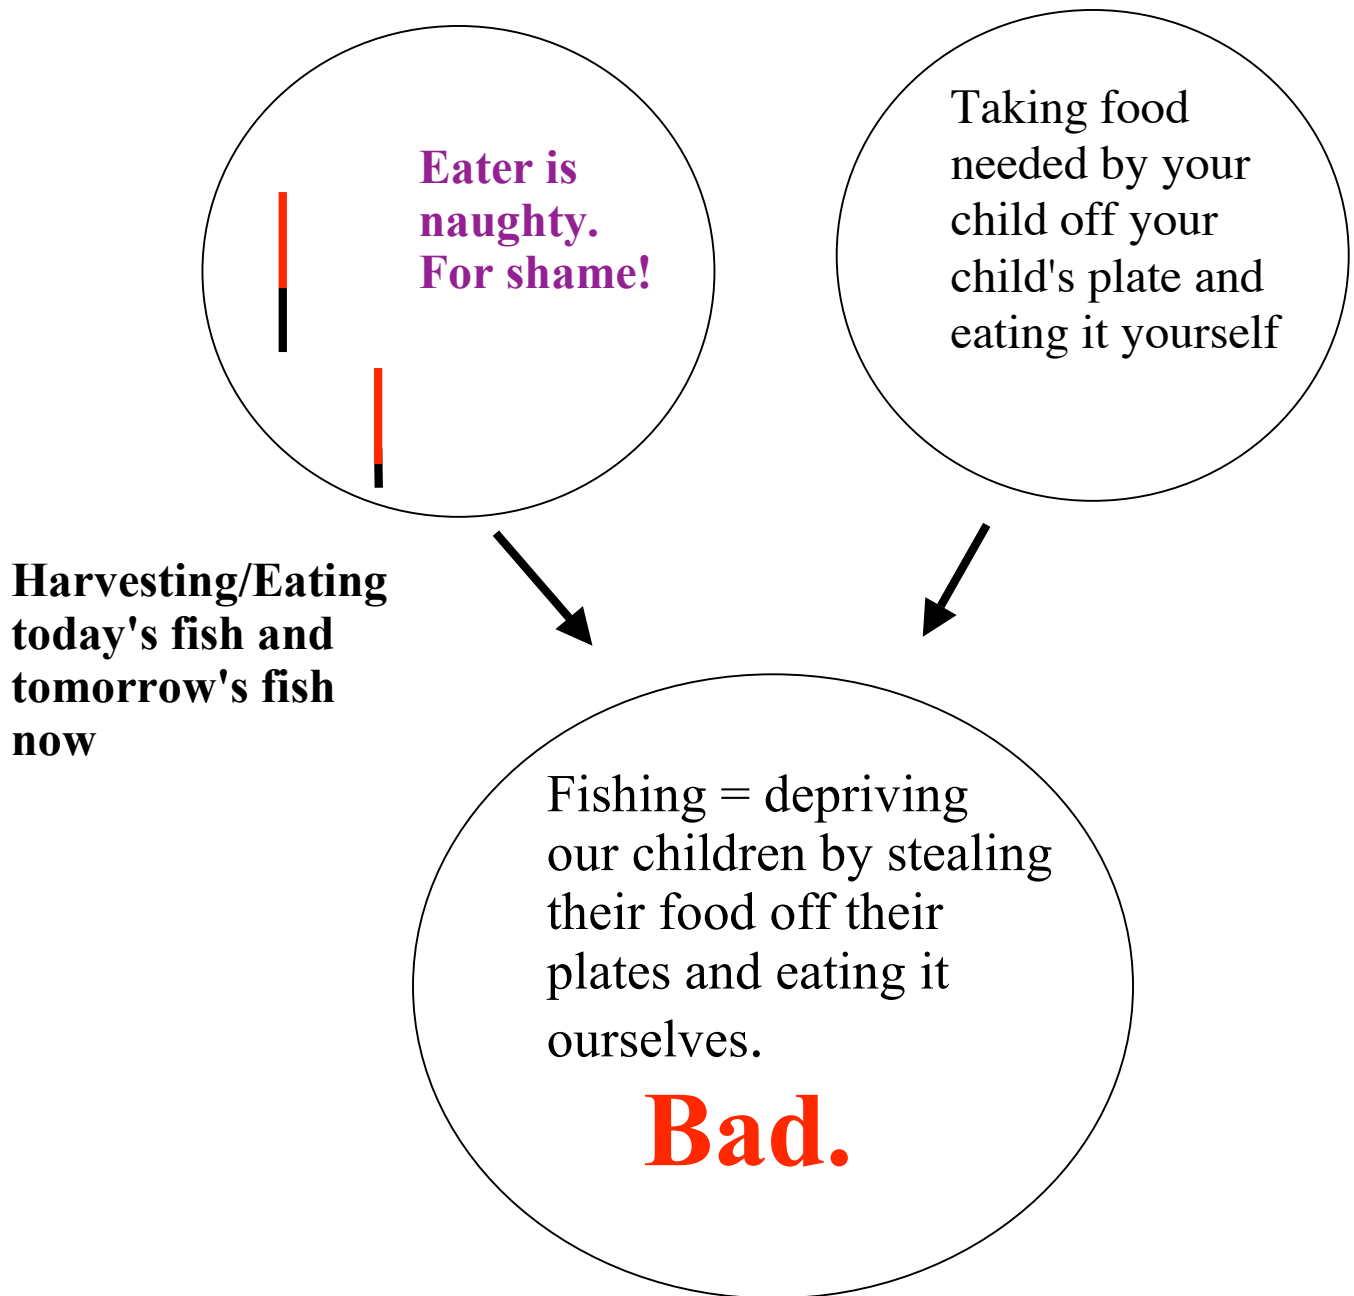 Eater is
naughty.
For shame!
Taking food
needed by your
child off your
child's plate and
eating it yourself
Harvesting/Eating
today's fish and
tomorrow's fish
now
Fishing = depriving
our children by stealing
their food off their
plates and eating it
ourselves.
Bad.